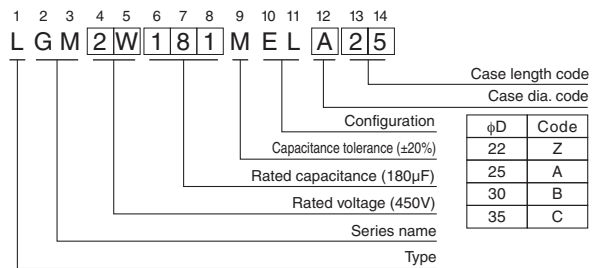 1 2 3 4 5 6 7 8 9 10 11 12 13 14
L G M 2 W 1 8 1 M E L A 2 5
Case length code
Case dia. code
Configuration
Capacitance tolerance (±20%)
Rated capacitance (180µF)
Rated voltage (450V)
Series name
Type
ϕD Code
22 Z
25 A
30 B
35 C